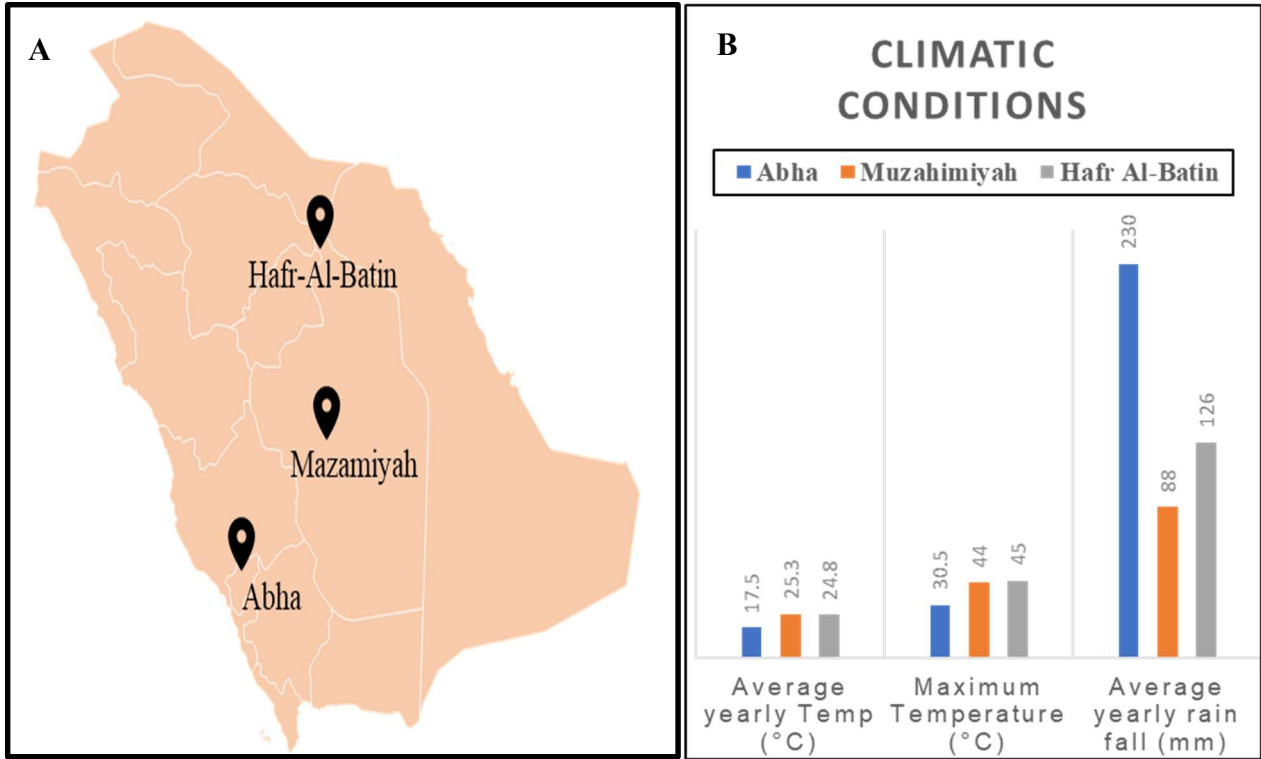 A
Hafr-Al-Batin
Mazamiyah
Abha
B
CLIMATIC
CONDITIONS
Abha Muzahimiyah Hafr Al-Batin
17.5 25.3 24.8
30.5 44 45
230 88 126
Average
yearly Temp
(°C)
Maximum
Temperature
(°C)
Average
yearly rain
fall (mm)